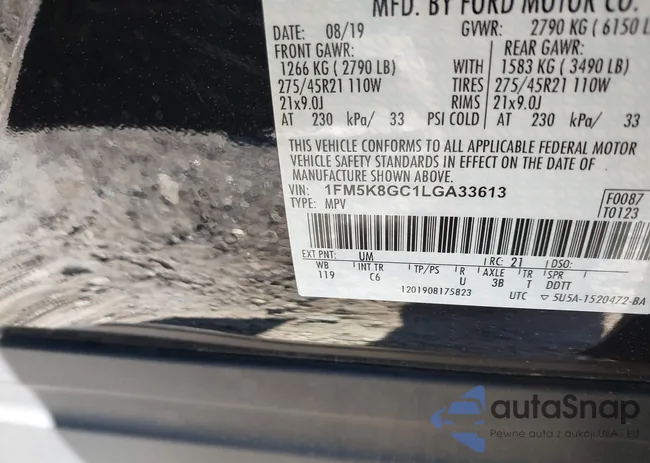 MFD. BY FORD MOTOR CO.
DATE: 08/19 GVWR: 2790 KG ( 6150 L
FRONT GAWR: REAR GAWR:
1266 KG ( 2790 LB) WITH 1583 KG ( 3490 LB)
275/45R21 110W TIRES 275/45R21 110W
21x9.0J RIMS 21x9.0J
AT 230 kPa/ 33 PSI COLD AT 230 kPa/ 33
THIS VEHICLE CONFORMS TO ALL APPLICABLE FEDERAL MOTOR
VEHICLE SAFETY STANDARDS IN EFFECT ON THE DATE OF
MANUFACTURE SHOWN ABOVE.
VIN: 1FM5K8GC1LGA33613
TYPE: MPV
F0087
T0123
EXT PNT: UM RC: 21 DSO:
WB INT TR TP/PS R AXLE TR SPR
119 C6 U 3B T DDTT
1201908175823 UTC ▽ 5U5A-1520472-BA
autaSnap
Pewne auta z aukcji USA - EU